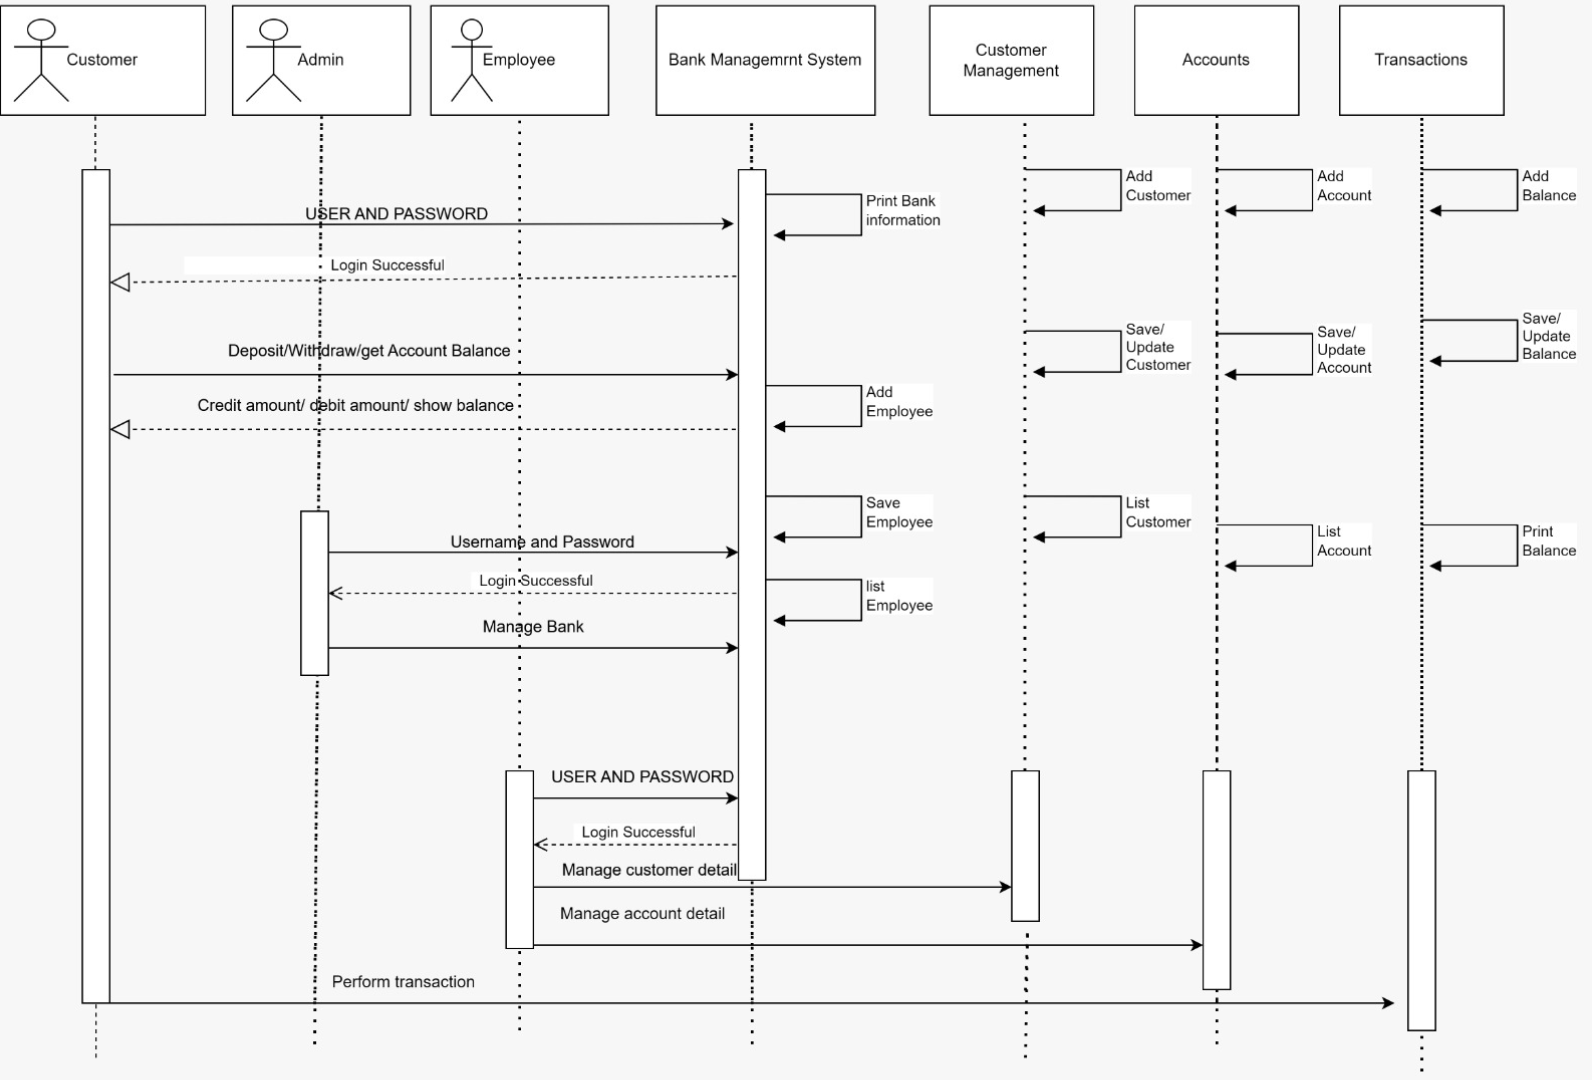 Customer
Admin
Employee
Bank Managemrnt System
Customer
Management
Accounts
Transactions
Add
Customer
Add
Account
Add
Balance
Print Bank
information
USER AND PASSWORD
Login Successful
Save/
Update
Customer
Save/
Update
Account
Save/
Update
Balance
Deposit/Withdraw/get Account Balance
Add
Employee
Credit amount/ debit amount/ show balance
Save
Employee
List
Customer
List
Account
Print
Balance
Username and Password
Login Successful
list
Employee
Manage Bank
USER AND PASSWORD
Login Successful
Manage customer detail
Manage account detail
Perform transaction